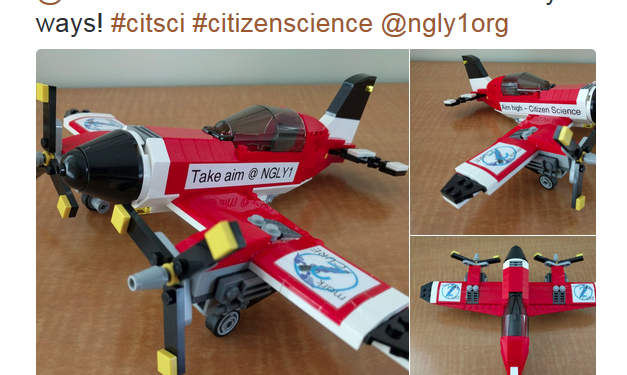 ways! #citsci #citizenscience @ngly1org
Take aim @ NGLY1
Aim high – Citizen Science